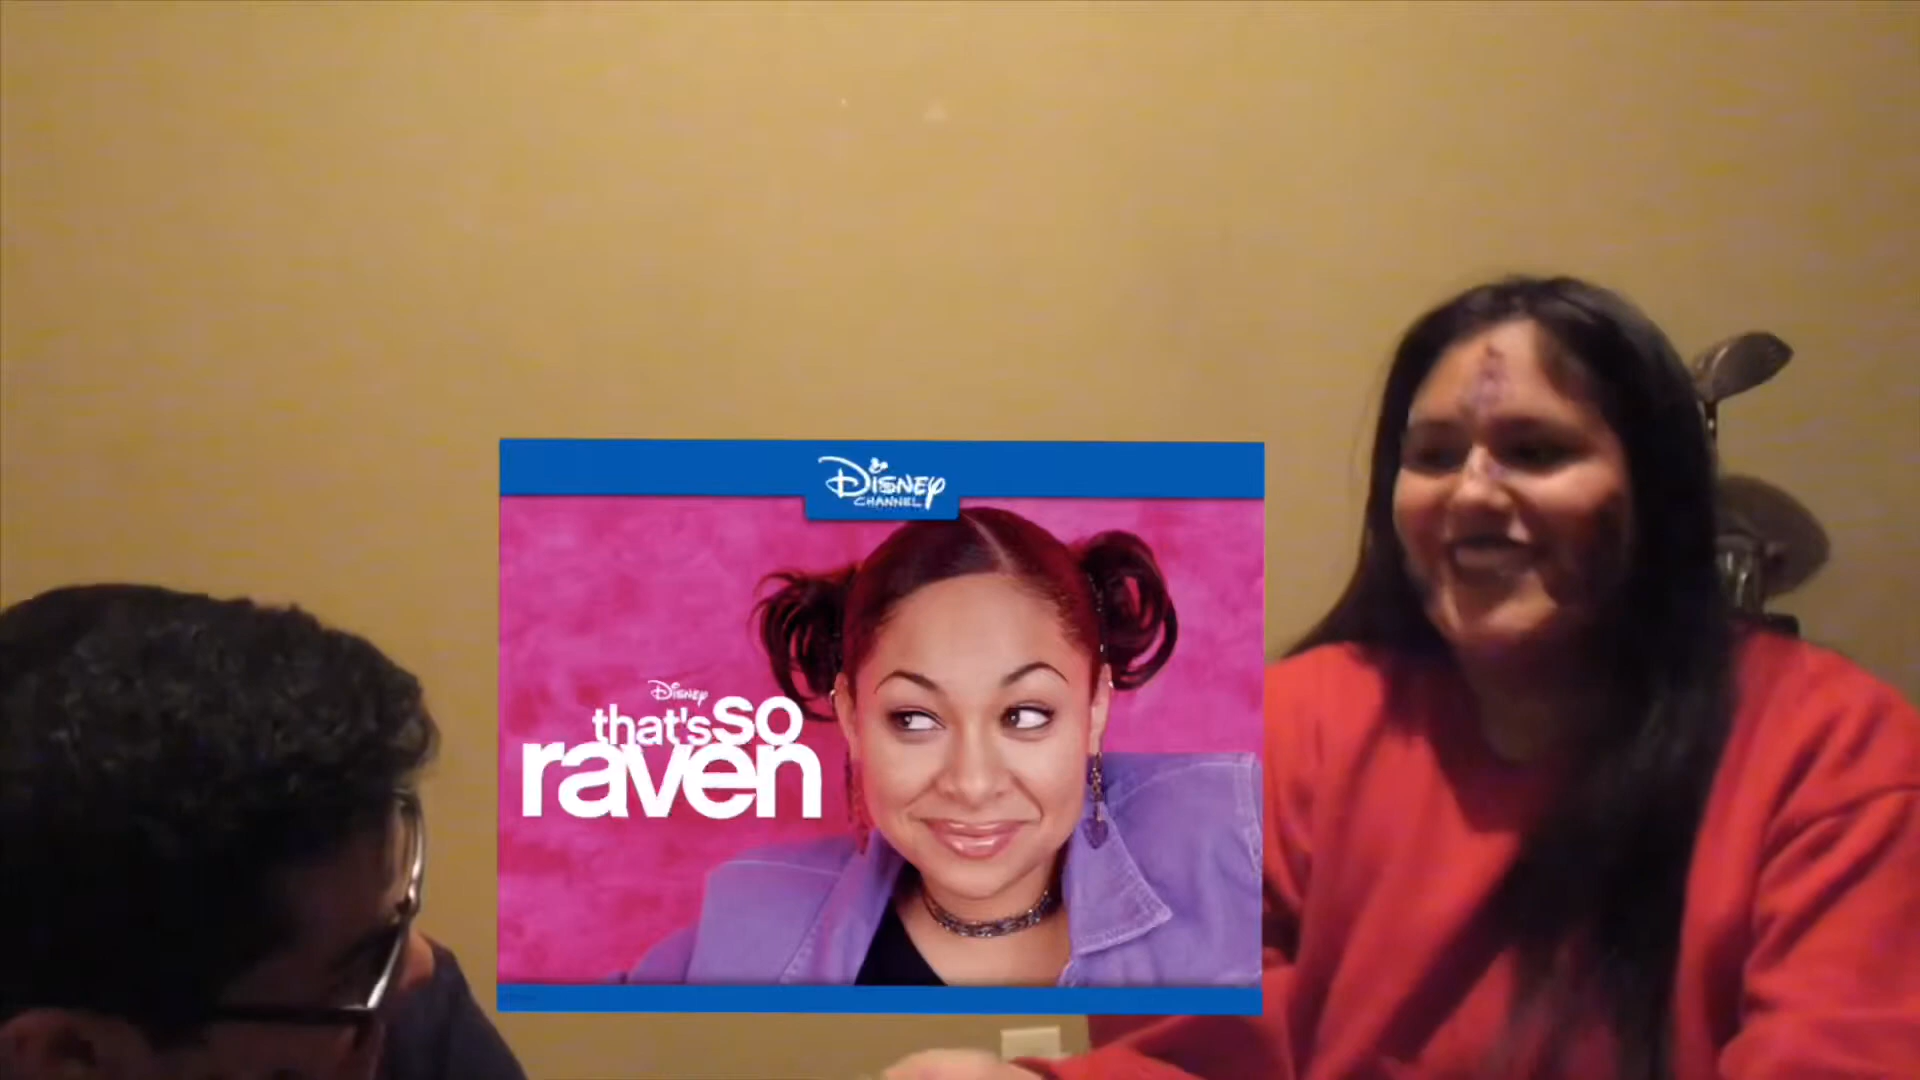 Disney
CHANNEL
Disney
that's so
raven